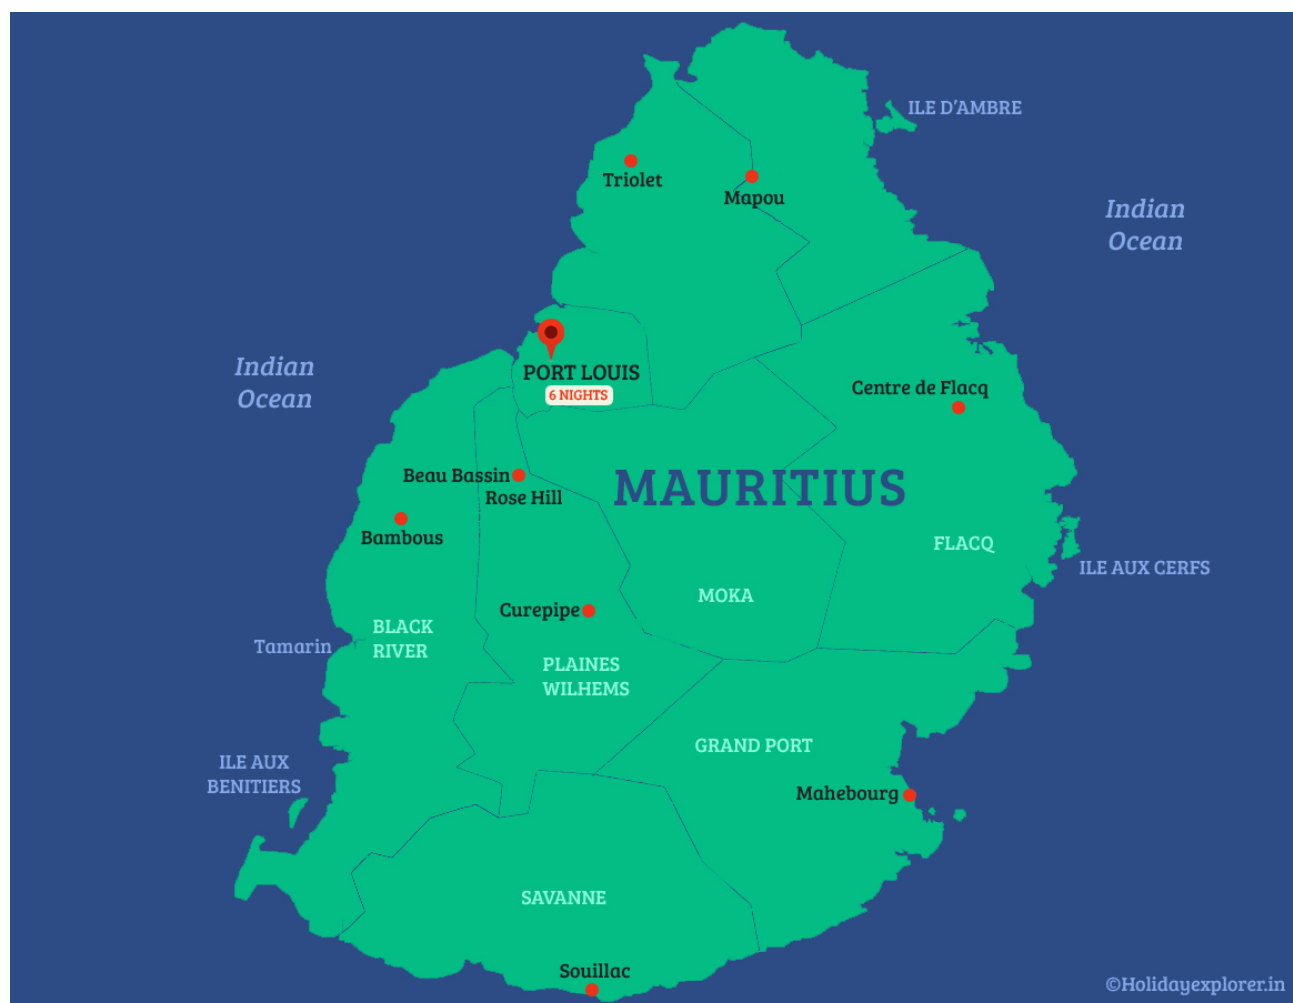 ILE D'AMBRE
Triolet
Mapou
Indian
Ocean
Indian
Ocean
PORT LOUIS
6 NIGHTS
Centre de Flacq
Beau Bassin
Rose Hill
MAURITIUS
Bambous
FLACQ
ILE AUX CERFS
MOKA
Curepipe
BLACK
RIVER
Tamarin
PLAINES
WILHEMS
GRAND PORT
ILE AUX
BENITIERS
Mahebourg
SAVANNE
Souillac
©Holidayexplorer.in